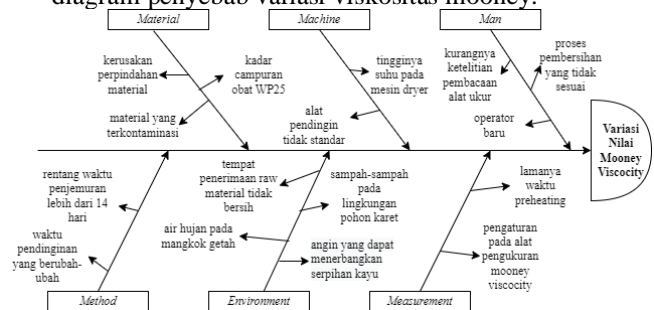 diagram penyebab variasi viskositas mooney.
Material
Machine
Man
kerusakan
perpindahan
material
kadar
campuran
obat WP25
material yang
terkontaminasi
tingginya
suhu pada
mesin dryer
alat
pendingin
tidak standar
kurangnya
ketelitian
pembacaan
alat ukur
proses
pembersihan
yang tidak
sesuai
operator
baru
Variasi
Nilai
Mooney
Viscocity
rentang waktu
penjemuran
lebih dari 14
hari
waktu
pendinginan
yang berubah-
ubah
tempat
penerimaan raw
material tidak
bersih
sampah-sampah
pada
lingkungan
pohon karet
air hujan pada
mangkok getah
angin yang dapat
menerbangkan
serpihan kayu
lamanya
waktu
preheating
pengaturan
pada alat
pengukuran
mooney
viscocity
Method
Environment
Measurement